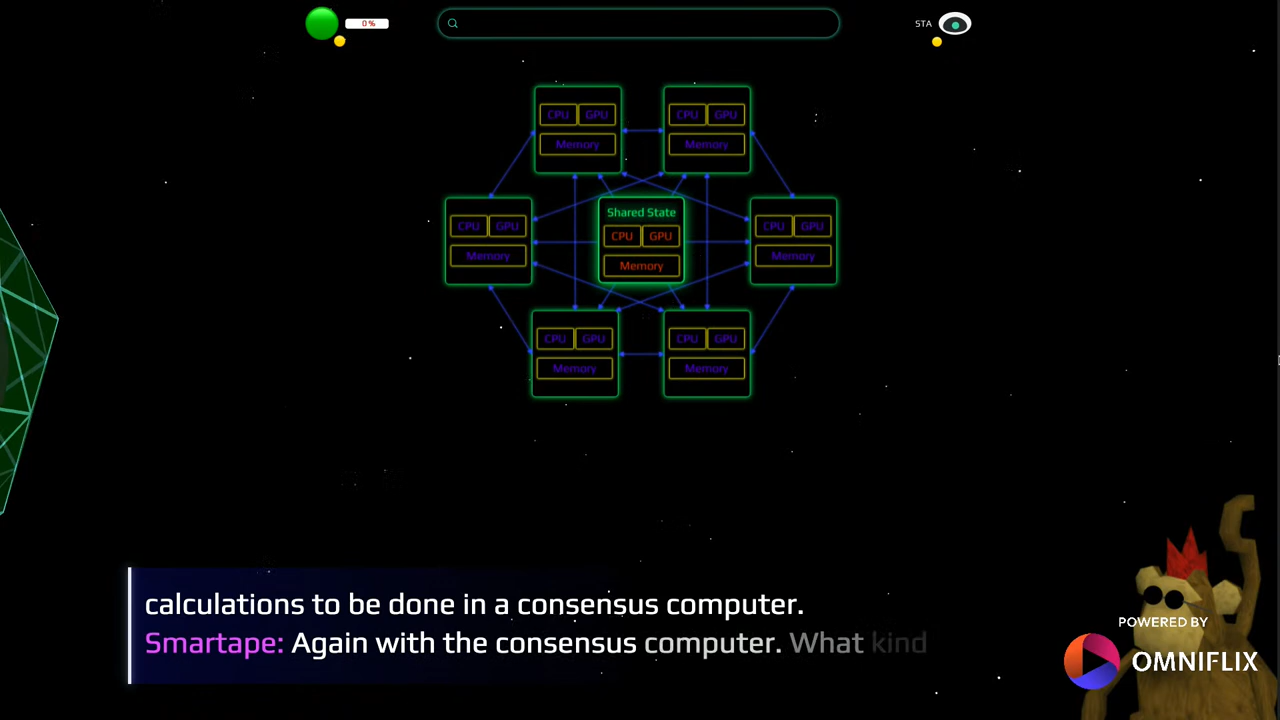 0 %
STA
CPU GPU
Memory
CPU GPU
Memory
CPU GPU
Memory
Shared State
CPU GPU
Memory
CPU GPU
Memory
CPU GPU
Memory
CPU GPU
Memory
calculations to be done in a consensus computer.
Smartape: Again with the consensus computer. What kind
POWERED BY
OMNIFLIX